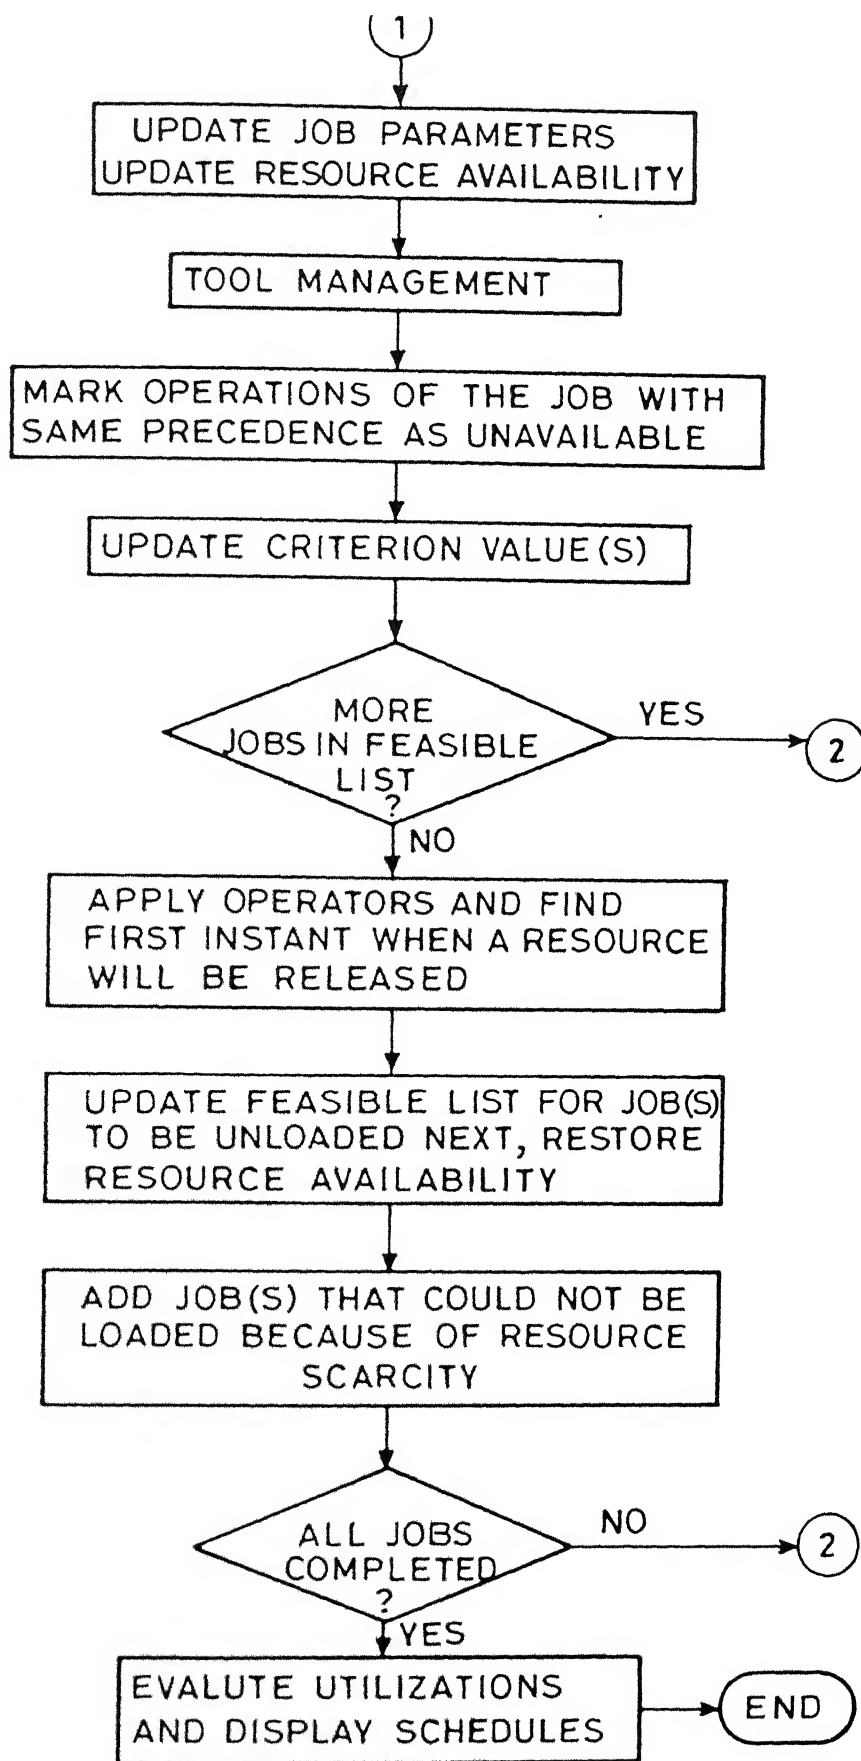 1
UPDATE JOB PARAMETERS
UPDATE RESOURCE AVAILABILITY
TOOL MANAGEMENT
MARK OPERATIONS OF THE JOB WITH
SAME PRECEDENCE AS UNAVAILABLE
UPDATE CRITERION VALUE(S)
MORE
JOBS IN FEASIBLE
LIST
?
YES
2
NO
APPLY OPERATORS AND FIND
FIRST INSTANT WHEN A RESOURCE
WILL BE RELEASED
UPDATE FEASIBLE LIST FOR JOB(S)
TO BE UNLOADED NEXT, RESTORE
RESOURCE AVAILABILITY
ADD JOB(S) THAT COULD NOT BE
LOADED BECAUSE OF RESOURCE
SCARCITY
ALL JOBS
COMPLETED
?
NO
2
YES
EVALUTE UTILIZATIONS
AND DISPLAY SCHEDULES
END